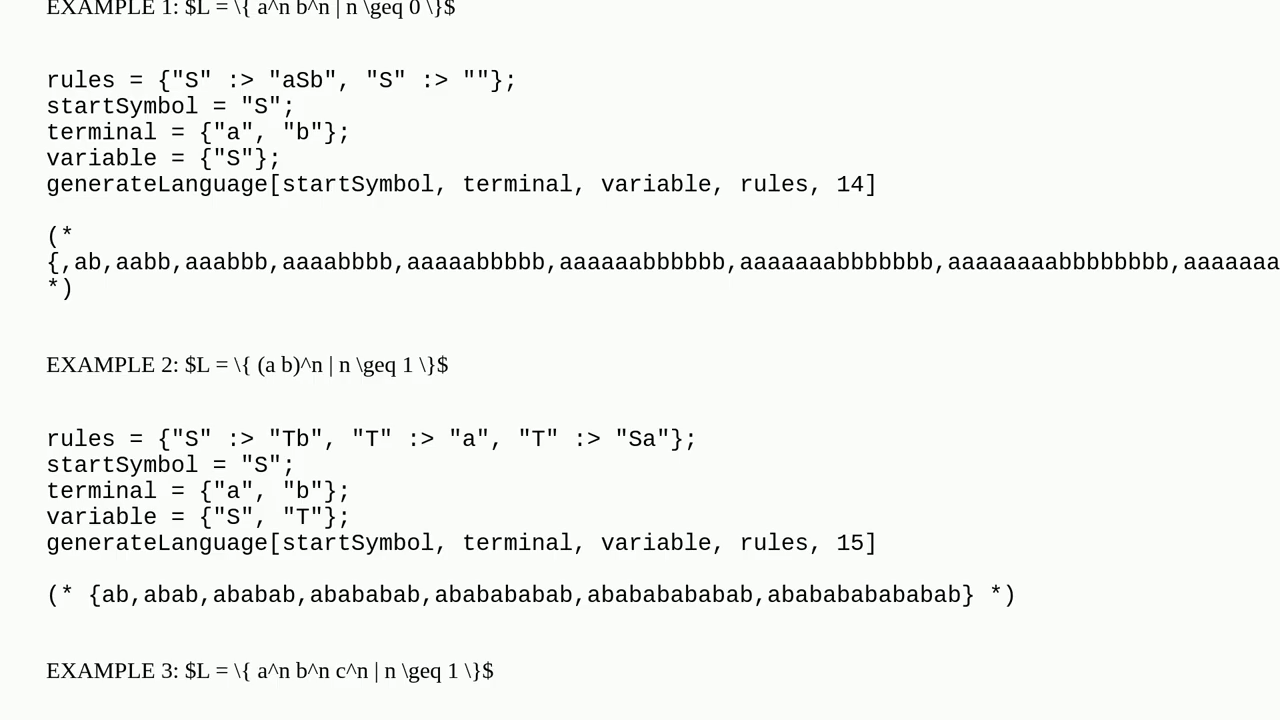 EXAMPLE 1: $L = \{ a^n b^n | n \geq 0 \}$
rules = {"S" :> "aSb", "S" :> ""};
startSymbol = "S";
terminal = {"a", "b"};
variable = {"S"};
generateLanguage[startSymbol, terminal, variable, rules, 14]
(*
{,ab,aabb,aaabbb,aaaabbbb,aaaaabbbbb,aaaaaabbbbbb,aaaaaaabbbbbbb,aaaaaaaabbbbbbbb,aaaaaaa
*)
EXAMPLE 2: $L = \{ (a b)^n | n \geq 1 \}$
rules = {"S" :> "Tb", "T" :> "a", "T" :> "Sa"};
startSymbol = "S";
terminal = {"a", "b"};
variable = {"S", "T"};
generateLanguage[startSymbol, terminal, variable, rules, 15]
(* {ab,abab,ababab,abababab,ababababab,abababababab,ababababababab} *)
EXAMPLE 3: $L = \{ a^n b^n c^n | n \geq 1 \}$